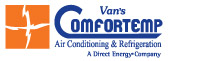 Van's
COMFORTEMP
Air Conditioning & Refrigeration
A Direct Energy Company